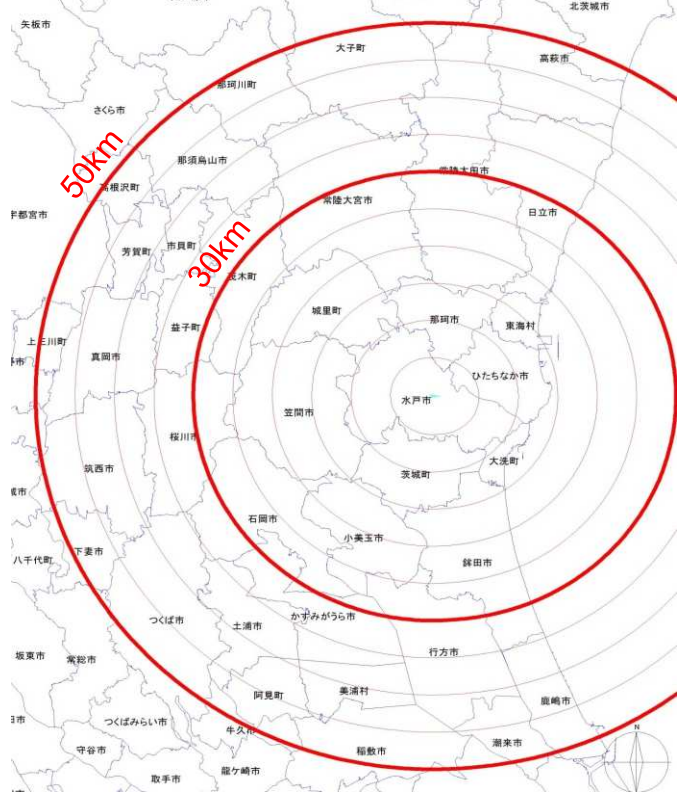 北茨城市
矢板市
大子町
高萩市
那珂川町
さくら市
50km
那須烏山市
常陸太田市
高根沢町
常陸大宮市
宇都宮市
日立市
市貝町
芳賀町
30km
茂木町
城里町
那珂市
東海村
益子町
上三川町
真岡市
ひたちなか市
水戸市
笠間市
桜川市
大洗町
筑西市
茨城町
石岡市
小美玉市
下妻市
八千代町
鉾田市
かすみがうら市
つくば市
土浦市
行方市
坂東市
常総市
美浦村
阿見町
鹿嶋市
つくばみらい市
牛久市
N
潮来市
守谷市
稲敷市
龍ケ崎市
取手市